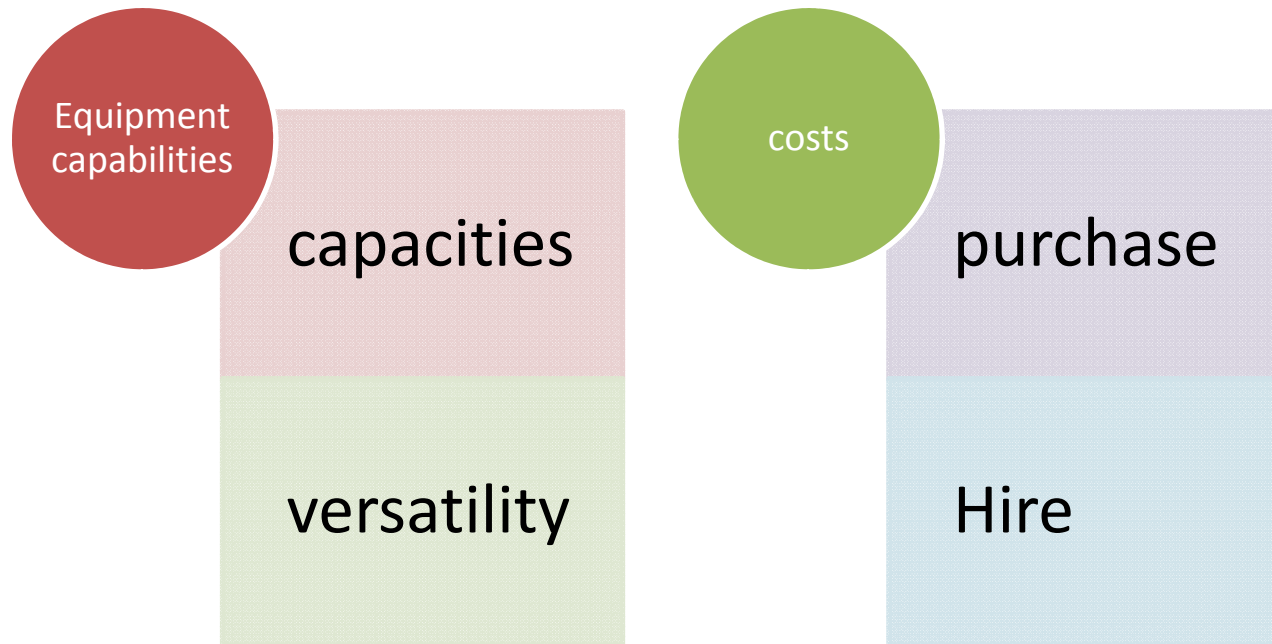 Equipment
capabilities
capacities
versatility
costs
purchase
Hire